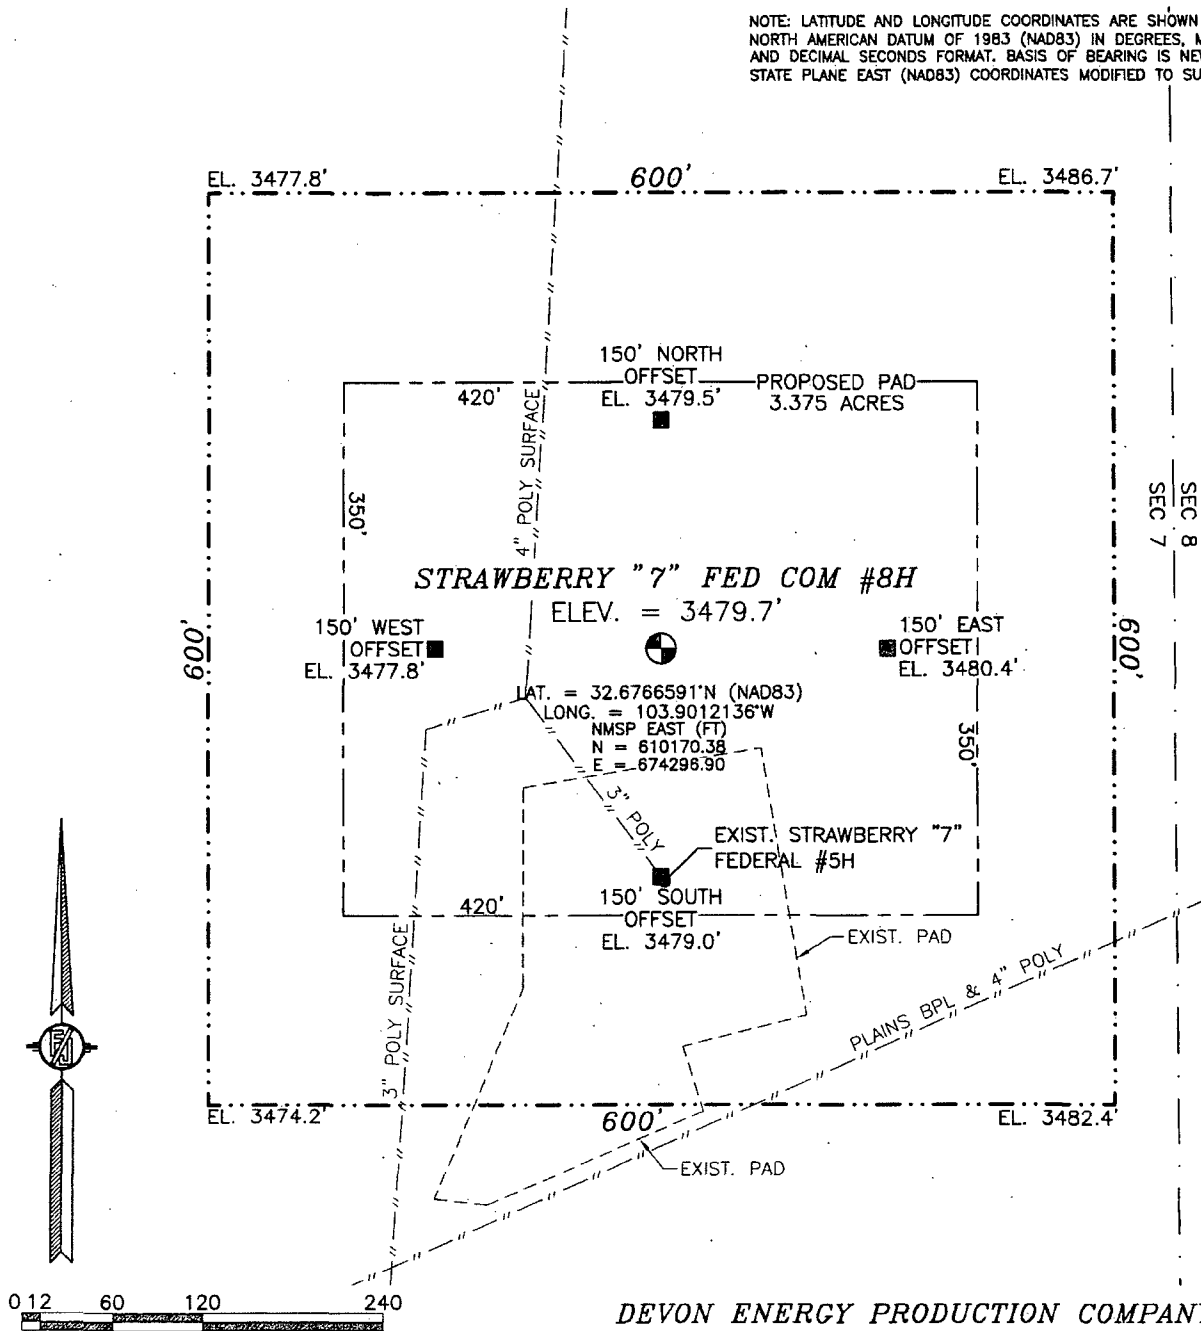 NOTE: LATITUDE AND LONGITUDE COORDINATES ARE SHOWN
NORTH AMERICAN DATUM OF 1983 (NAD83) IN DEGREES,
AND DECIMAL SECONDS FORMAT. BASIS OF BEARING IS
STATE PLANE EAST (NAD83) COORDINATES MODIFIED TO
EL. 3477.8'
600'
EL. 3486.7'
150' NORTH
OFFSET
EL. 3479.5'
PROPOSED PAD
3.375 ACRES
420'
4" POLY SURFACE
350'
SEC 8
SEC 7
STRAWBERRY "7" FED COM #8H
ELEV. = 3479.7'
600'
150' WEST
OFFSET
EL. 3477.8'
150' EAST
OFFSET
EL. 3480.4'
600'
LAT. = 32.6766591°N (NAD83)
LONG. = 103.9012136°W
NMSP EAST (FT)
N = 610170.38
E = 674296.90
350'
3" POLY
EXIST. STRAWBERRY "7"
FEDERAL #5H
420'
150' SOUTH
OFFSET
EL. 3479.0'
EXIST. PAD
3" POLY SURFACE
PLAINS BPL & 4" POLY
EL. 3474.2'
600'
EL. 3482.4'
EXIST. PAD
0 12 60 120 240
DEVON ENERGY PRODUCTION COMPANY